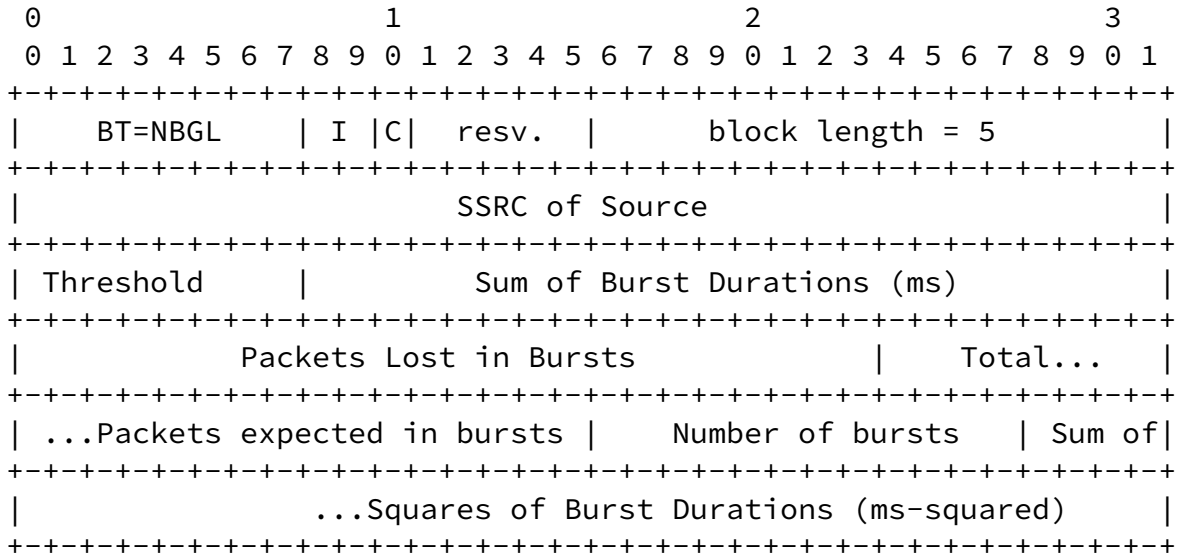 0                   1                   2                   3
 0 1 2 3 4 5 6 7 8 9 0 1 2 3 4 5 6 7 8 9 0 1 2 3 4 5 6 7 8 9 0 1
+-+-+-+-+-+-+-+-+-+-+-+-+-+-+-+-+-+-+-+-+-+-+-+-+-+-+-+-+-+-+-+-+
|    BT=NBGL    | I |C|  resv.  |      block length = 5         |
+-+-+-+-+-+-+-+-+-+-+-+-+-+-+-+-+-+-+-+-+-+-+-+-+-+-+-+-+-+-+-+-+
|                        SSRC of Source                         |
+-+-+-+-+-+-+-+-+-+-+-+-+-+-+-+-+-+-+-+-+-+-+-+-+-+-+-+-+-+-+-+-+
| Threshold     |         Sum of Burst Durations (ms)           |
+-+-+-+-+-+-+-+-+-+-+-+-+-+-+-+-+-+-+-+-+-+-+-+-+-+-+-+-+-+-+-+-+
|            Packets Lost in Bursts             |    Total...   |
+-+-+-+-+-+-+-+-+-+-+-+-+-+-+-+-+-+-+-+-+-+-+-+-+-+-+-+-+-+-+-+-+
| ...Packets expected in bursts |    Number of bursts   | Sum of|
+-+-+-+-+-+-+-+-+-+-+-+-+-+-+-+-+-+-+-+-+-+-+-+-+-+-+-+-+-+-+-+-+
|                ...Squares of Burst Durations (ms-squared)     |
+-+-+-+-+-+-+-+-+-+-+-+-+-+-+-+-+-+-+-+-+-+-+-+-+-+-+-+-+-+-+-+-+